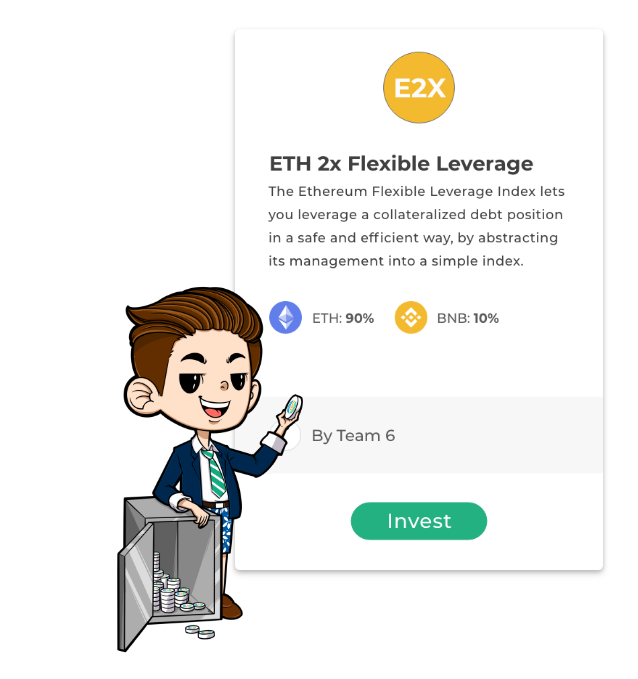 E2X
ETH 2x Flexible Leverage
The Ethereum Flexible Leverage Index lets
you leverage a collateralized debt position
in a safe and efficient way, by abstracting
its management into a simple index.
ETH: 90% BNB: 10%
By Team 6
Invest